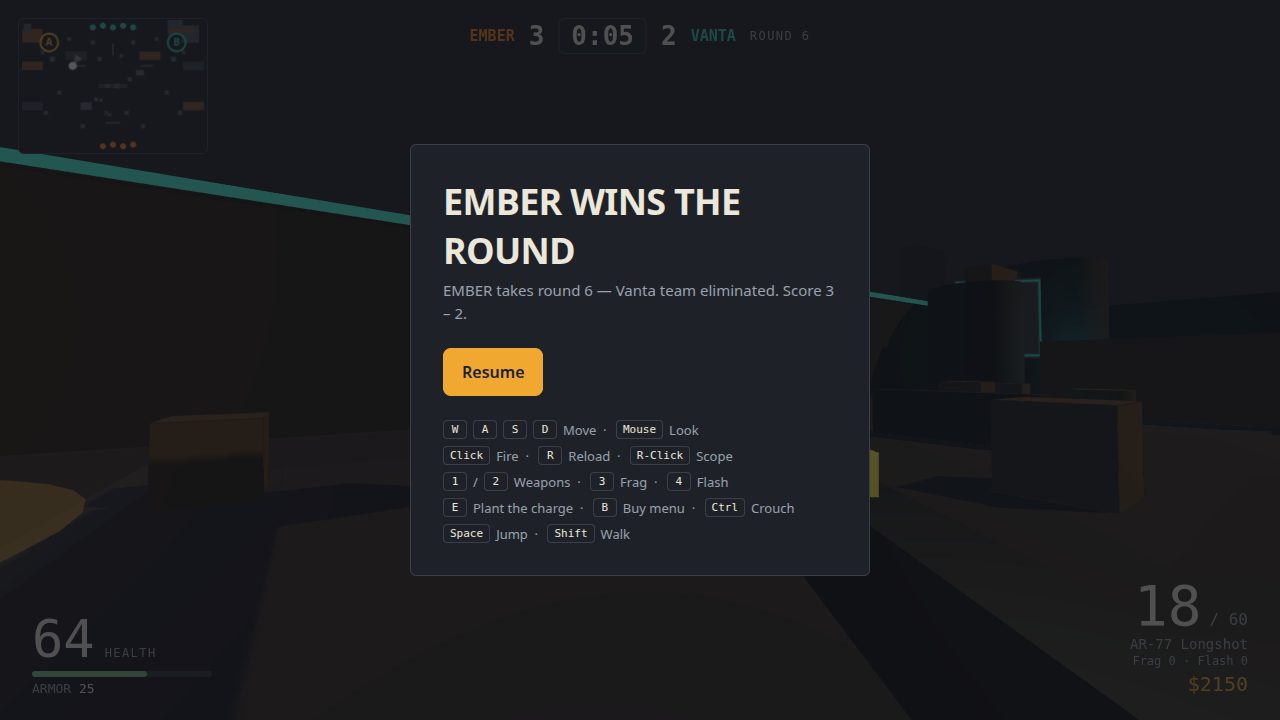 A
B
EMBER 3 0:05 2 VANTA ROUND 6
EMBER WINS THE
ROUND
EMBER takes round 6 — Vanta team eliminated. Score 3
– 2.
Resume
W A S D Move · Mouse Look
Click Fire · R Reload · R-Click Scope
1 / 2 Weapons · 3 Frag · 4 Flash
E Plant the charge · B Buy menu · Ctrl Crouch
Space Jump · Shift Walk
64 HEALTH
ARMOR 25
18 / 60
AR-77 Longshot
Frag 0 · Flash 0
$2150